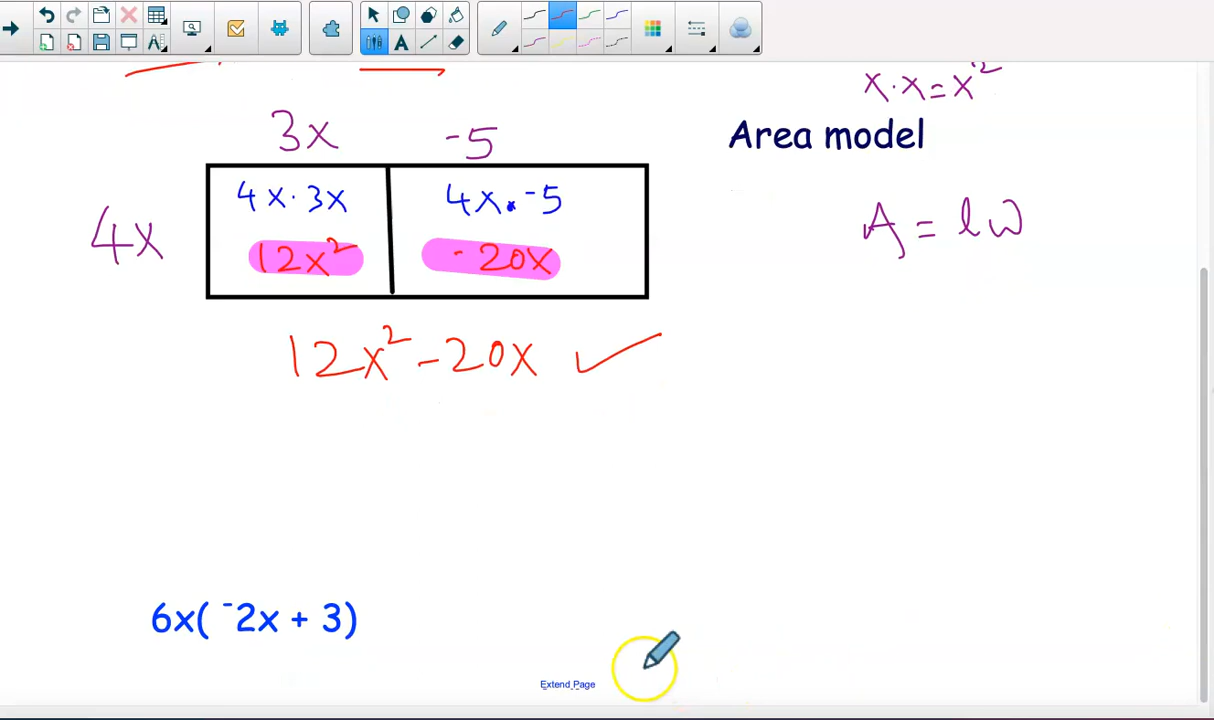 x·x=x²
Area model
3x -5
4x·3x 4x·-5
4x
12x² -20x
A = lw
12x² - 20x ✓
6x( ⁻2x + 3)
Extend Page